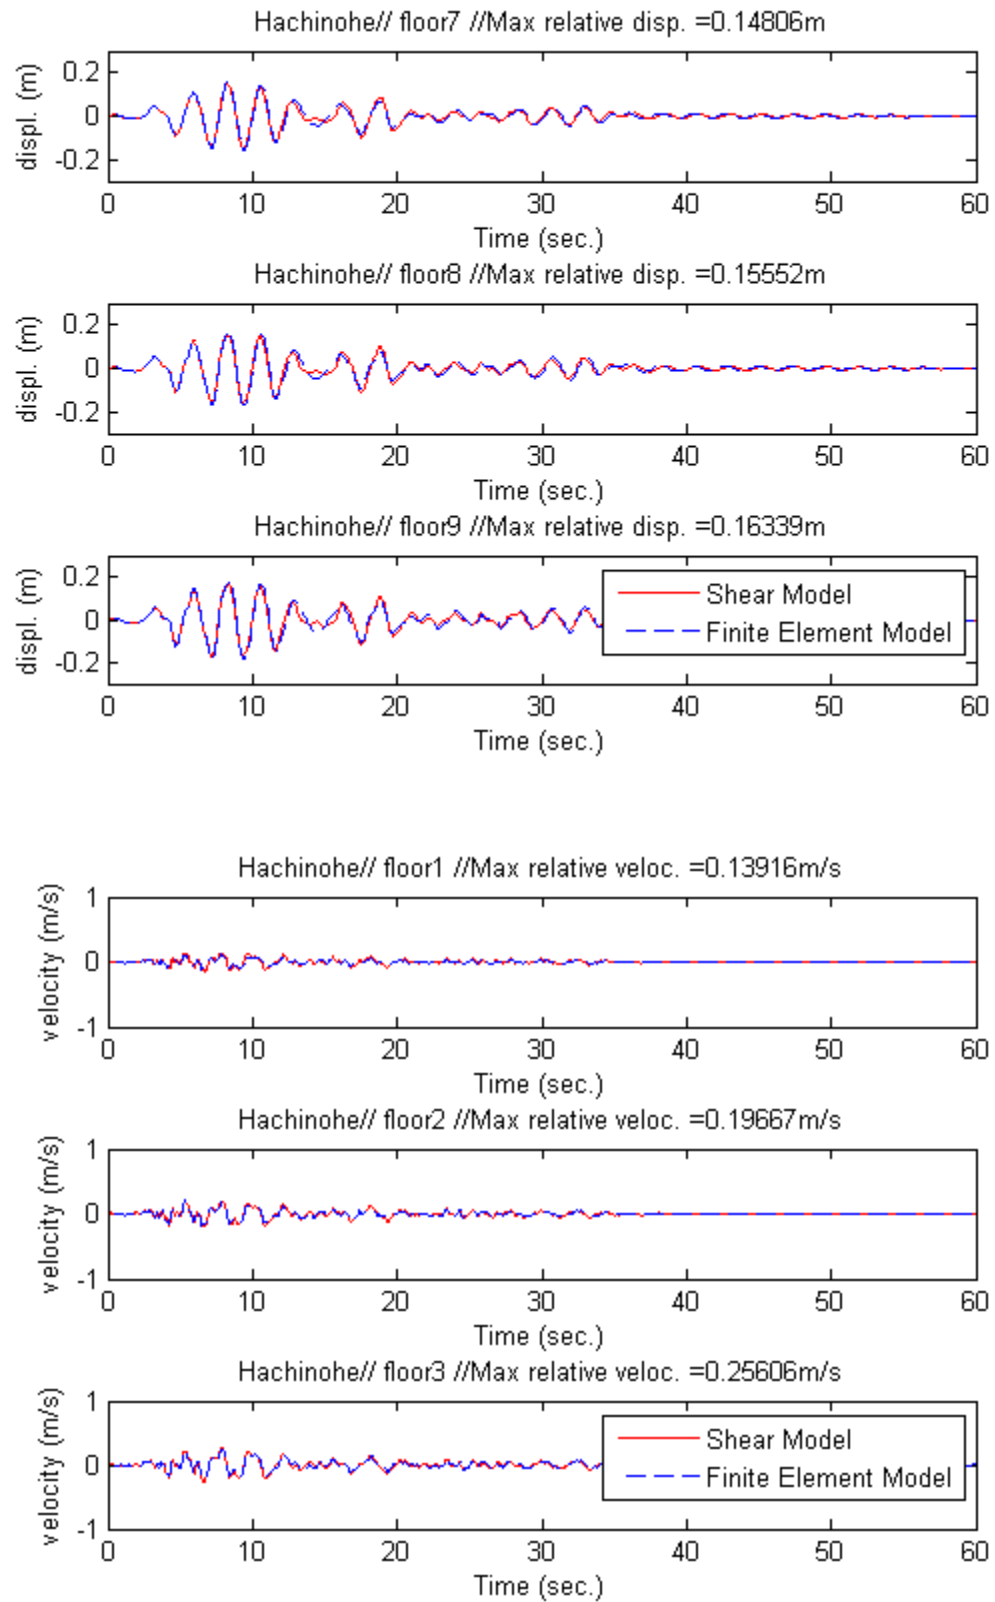 Hachinohe// floor7 //Max relative disp. =0.14806m
displ. (m)
0.2
0
-0.2
0 10 20 30 40 50 60
Time (sec.)
Hachinohe// floor8 //Max relative disp. =0.15552m
displ. (m)
0.2
0
-0.2
0 10 20 30 40 50 60
Time (sec.)
Hachinohe// floor9 //Max relative disp. =0.16339m
displ. (m)
0.2
0
-0.2
Shear Model
Finite Element Model
0 10 20 30 40 50 60
Time (sec.)
Hachinohe// floor1 //Max relative veloc. =0.13916m/s
velocity (m/s)
1
0
-1
0 10 20 30 40 50 60
Time (sec.)
Hachinohe// floor2 //Max relative veloc. =0.19667m/s
velocity (m/s)
1
0
-1
0 10 20 30 40 50 60
Time (sec.)
Hachinohe// floor3 //Max relative veloc. =0.25606m/s
velocity (m/s)
1
0
-1
Shear Model
Finite Element Model
0 10 20 30 40 50 60
Time (sec.)